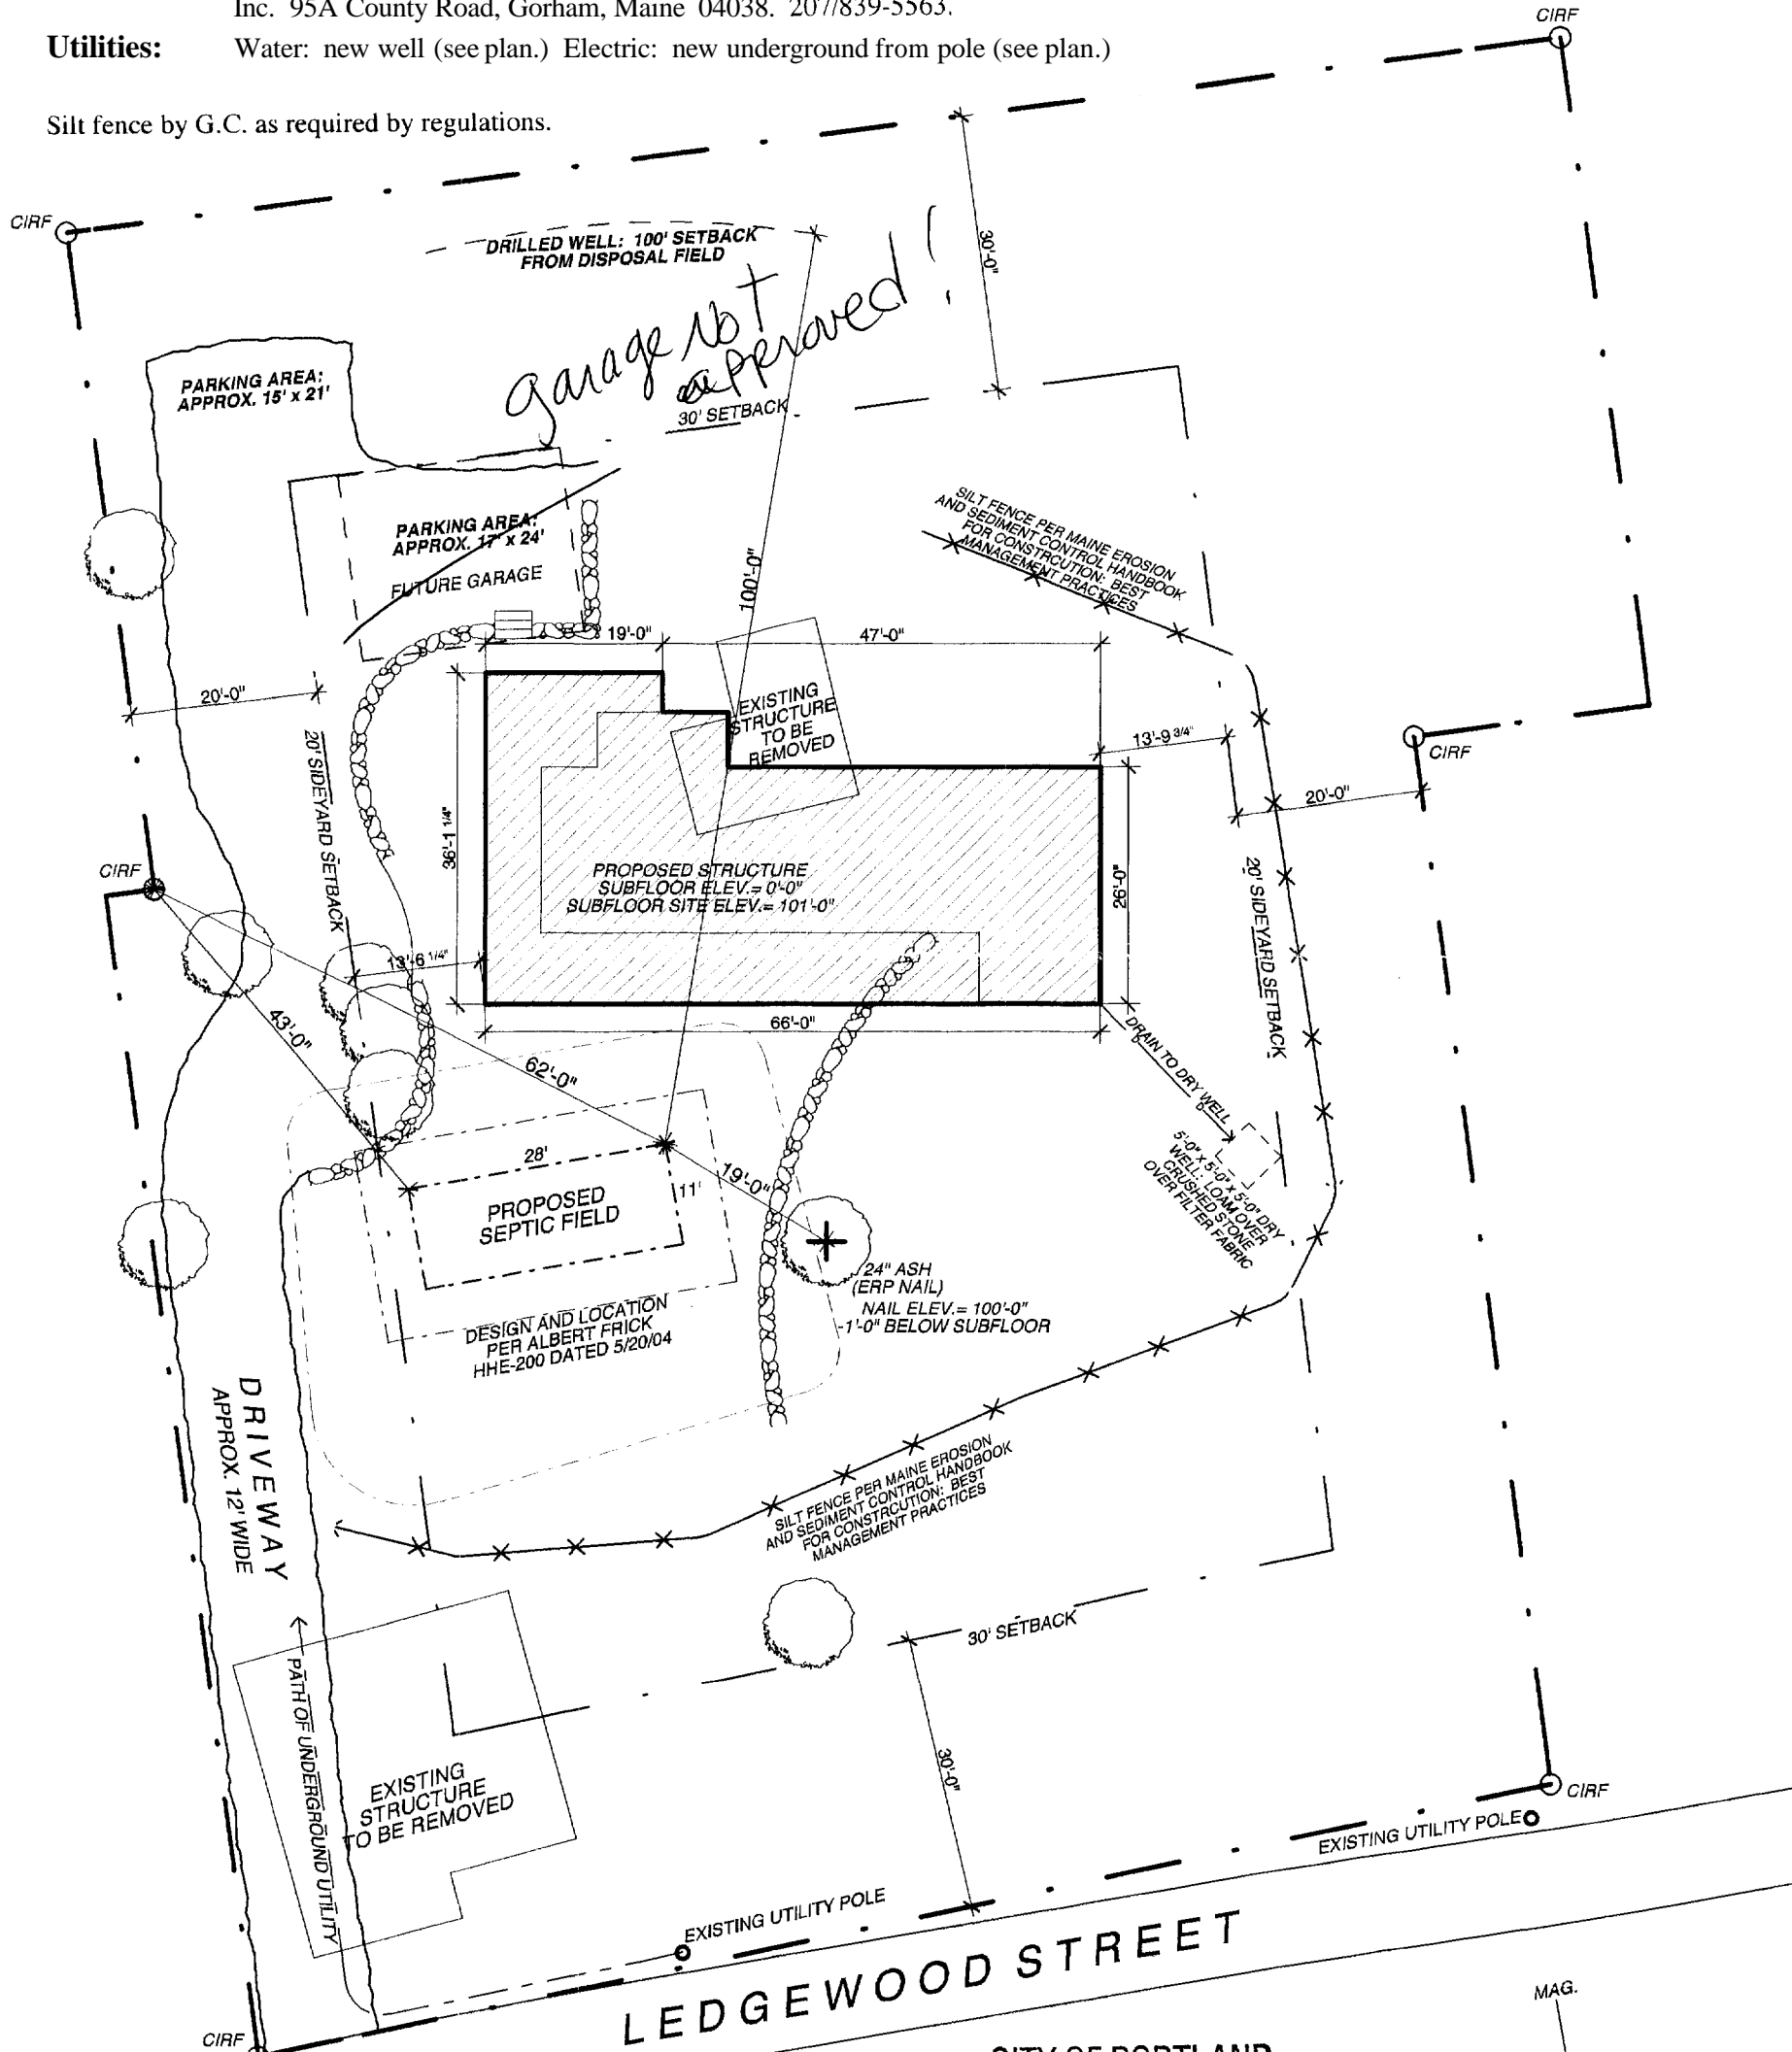 Inc. 95A County Road, Gorham, Maine 04038. 207/839-5563.
Utilities: Water: new well (see plan.) Electric: new underground from pole (see plan.)
Silt fence by G.C. as required by regulations.
CIRF
CIRF
DRILLED WELL: 100' SETBACK
FROM DISPOSAL FIELD
30'-0"
garage Not
approved!
PARKING AREA:
APPROX. 15' x 21'
30' SETBACK
PARKING AREA:
APPROX. 17' x 24'
FUTURE GARAGE
SILT FENCE PER MAINE EROSION
AND SEDIMENT CONTROL HANDBOOK
FOR CONSTRCUTION: BEST
MANAGEMENT PRACTICES
100'-0"
19'-0"
47'-0"
20'-0"
EXISTING
STRUCTURE
TO BE
REMOVED
13'-9 3/4"
CIRF
20'-0"
20' SIDEYARD SETBACK
36'-1 1/4"
CIRF
PROPOSED STRUCTURE
SUBFLOOR ELEV.= 0'-0"
SUBFLOOR SITE ELEV.= 101'-0"
26'-0"
20' SIDEYARD SETBACK
13'-6 1/4"
66'-0"
43'-0"
62'-0"
DRAIN TO DRY WELL
28'
11'
19'-0"
PROPOSED
SEPTIC FIELD
5'-0" x 5'-0" x 5'-0" DRY
WELL: LOAM OVER
CRUSHED STONE
OVER FILTER FABRIC
24" ASH
(ERP NAIL)
NAIL ELEV.= 100'-0"
-1'-0" BELOW SUBFLOOR
DESIGN AND LOCATION
PER ALBERT FRICK
HHE-200 DATED 5/20/04
DRIVEWAY
APPROX. 12' WIDE
SILT FENCE PER MAINE EROSION
AND SEDIMENT CONTROL HANDBOOK
FOR CONSTRCUTION: BEST
MANAGEMENT PRACTICES
30' SETBACK
PATH OF UNDERGROUND UTILITY
EXISTING
STRUCTURE
TO BE REMOVED
30'-0"
CIRF
EXISTING UTILITY POLE
EXISTING UTILITY POLE
LEDGEWOOD STREET
MAG.
CIRF
CITY OF PORTLAND